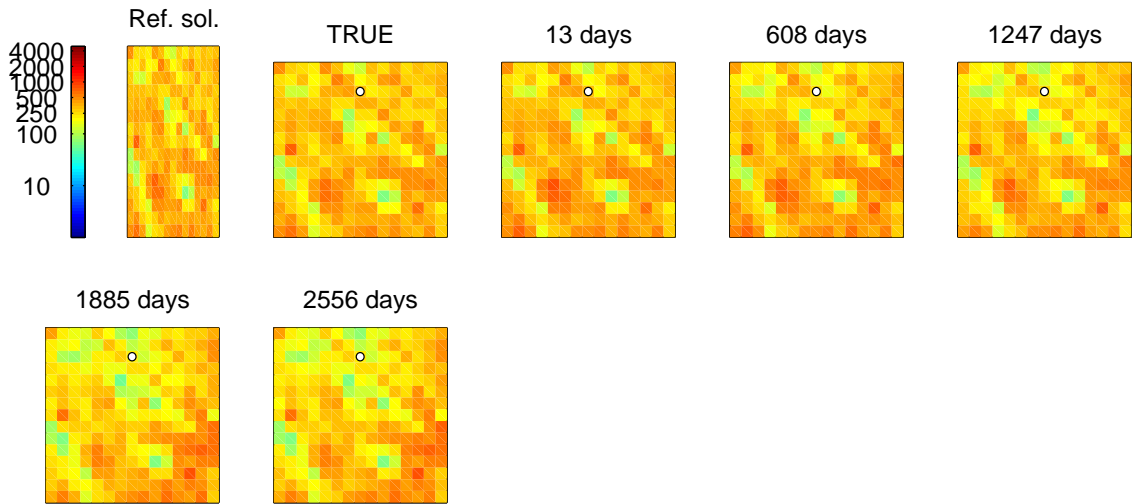 Ref. sol.
TRUE
13 days
608 days
1247 days
4000
2000
1000
500
250
100
10
1885 days
2556 days